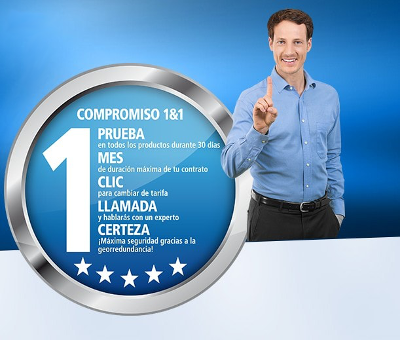 COMPROMISO 1&1
1
PRUEBA
en todos los productos durante 30 días
MES
de duración máxima de tu contrato
CLIC
para cambiar de tarifa
LLAMADA
y hablarás con un experto
CERTEZA
¡Máxima seguridad gracias a la
georredundancia!